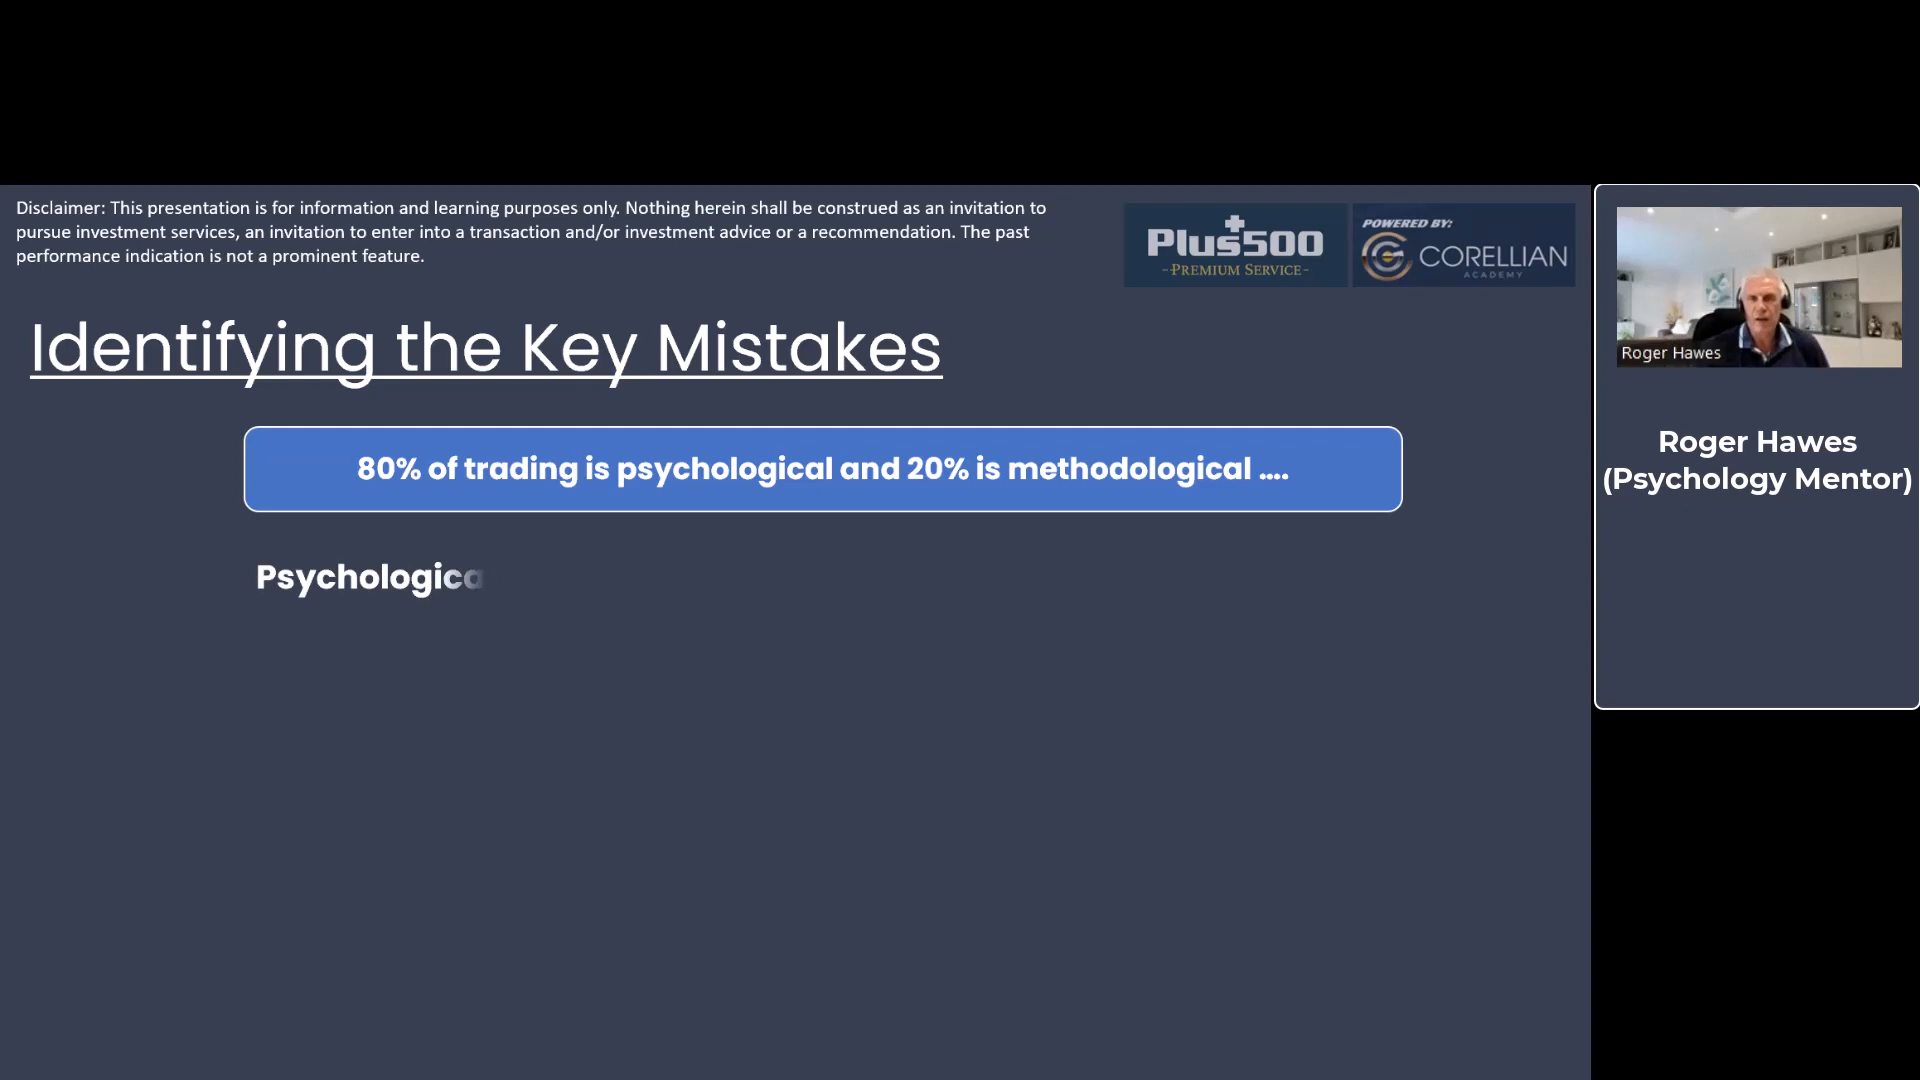 Disclaimer: This presentation is for information and learning purposes only. Nothing herein shall be construed as an invitation to
pursue investment services, an invitation to enter into a transaction and/or investment advice or a recommendation. The past
performance indication is not a prominent feature.
Plus500
-PREMIUM SERVICE-
POWERED BY:
CORELLIAN
ACADEMY
Identifying the Key Mistakes
80% of trading is psychological and 20% is methodological ....
Psychologica
Roger Hawes
Roger Hawes
(Psychology Mentor)